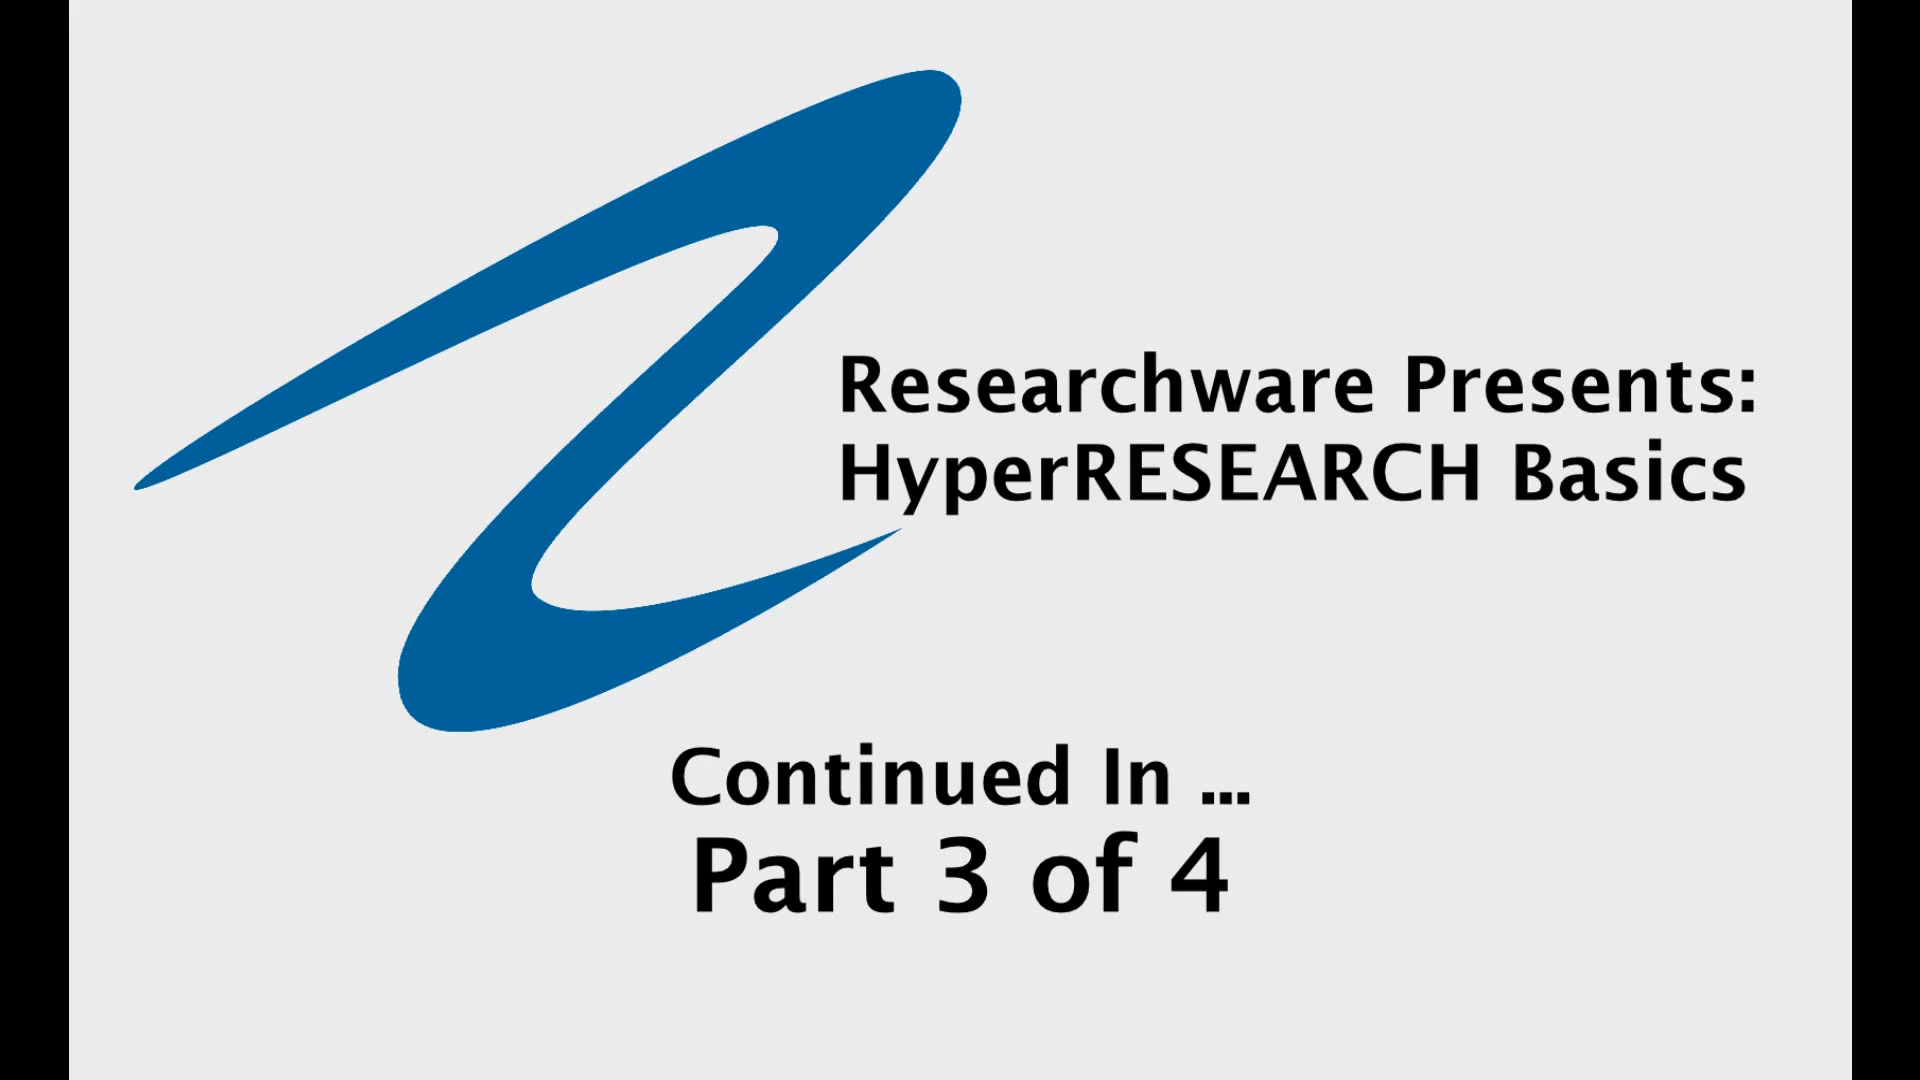 Researchware Presents:
HyperRESEARCH Basics
Continued In ...
Part 3 of 4